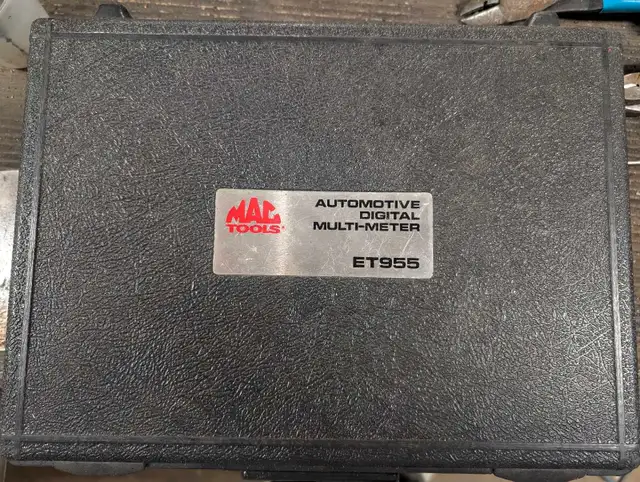 MAC
TOOLS
AUTOMOTIVE
DIGITAL
MULTI-METER
ET955